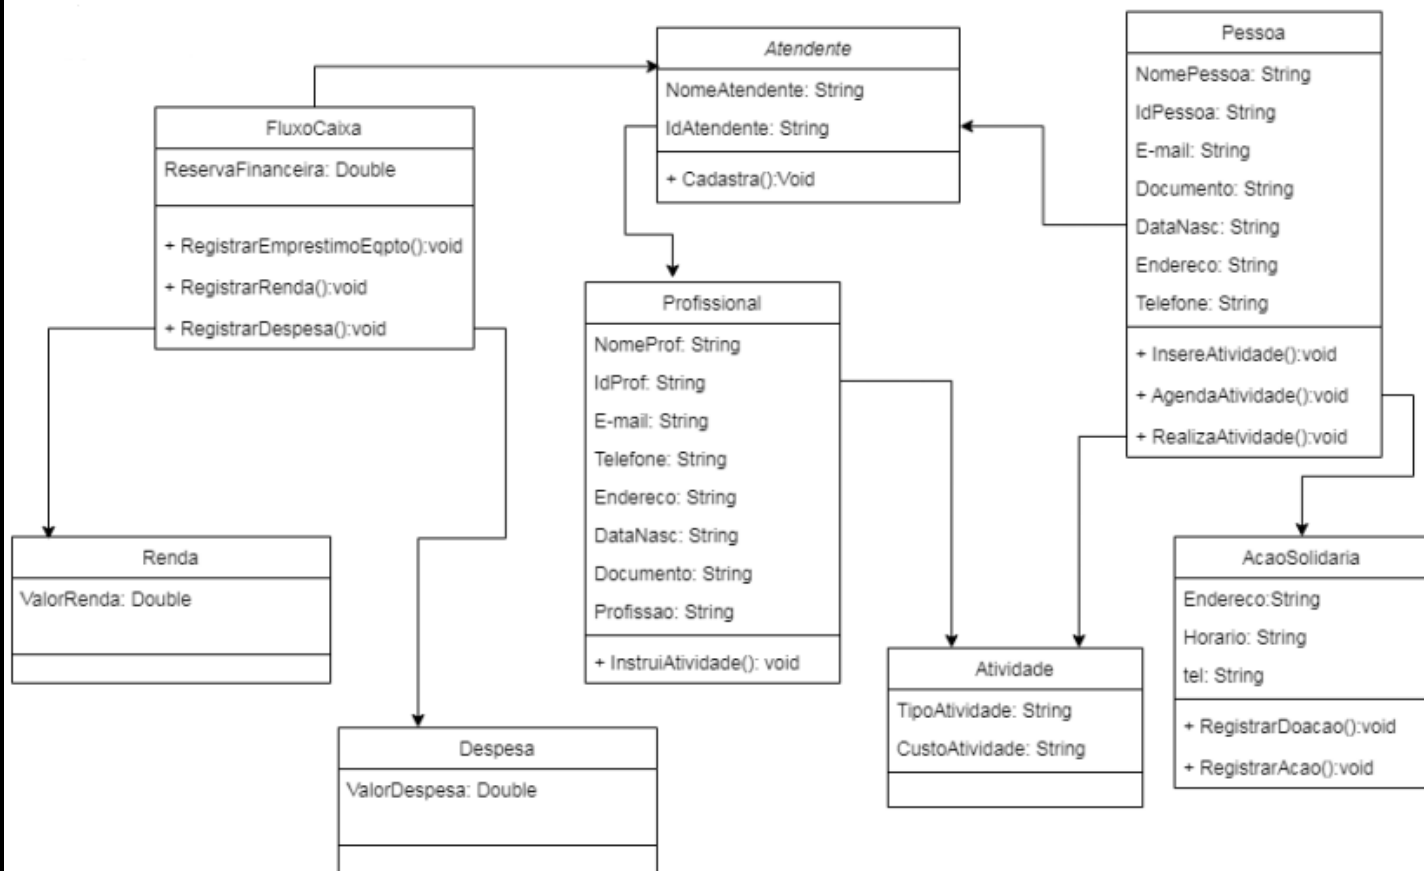 Atendente
NomeAtendente: String
IdAtendente: String
+ Cadastra():Void
Pessoa
NomePessoa: String
IdPessoa: String
E-mail: String
Documento: String
DataNasc: String
Endereco: String
Telefone: String
+ InsereAtividade():void
+ AgendaAtividade():void
+ RealizaAtividade():void
FluxoCaixa
ReservaFinanceira: Double
+ RegistrarEmprestimoEqpto():void
+ RegistrarRenda():void
+ RegistrarDespesa():void
Profissional
NomeProf: String
IdProf: String
E-mail: String
Telefone: String
Endereco: String
DataNasc: String
Documento: String
Profissao: String
+ InstruiAtividade(): void
Renda
ValorRenda: Double
AcaoSolidaria
Endereco:String
Horario: String
tel: String
+ RegistrarDoacao():void
+ RegistrarAcao():void
Atividade
TipoAtividade: String
CustoAtividade: String
Despesa
ValorDespesa: Double